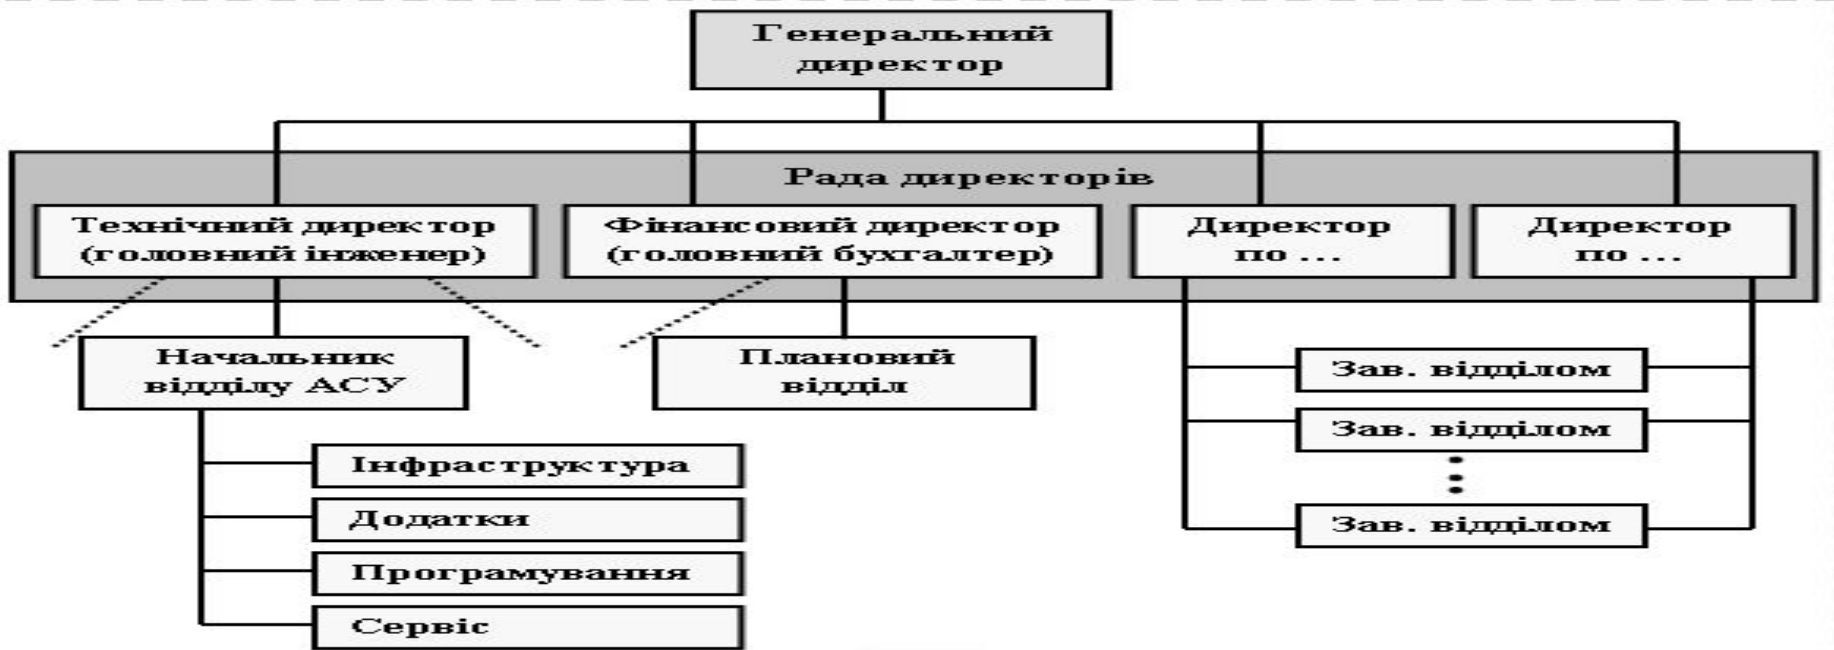 Генеральний
директор
Рада директорів
Технічний директор
(головний інженер)
Фінансовий директор
(головний бухгалтер)
Директор
по ...
Директор
по ...
Начальник
відділу АСУ
Плановий
відділ
Зав. відділом
Зав. відділом
Зав. відділом
Інфраструктура
Додатки
Програмування
Сервіс